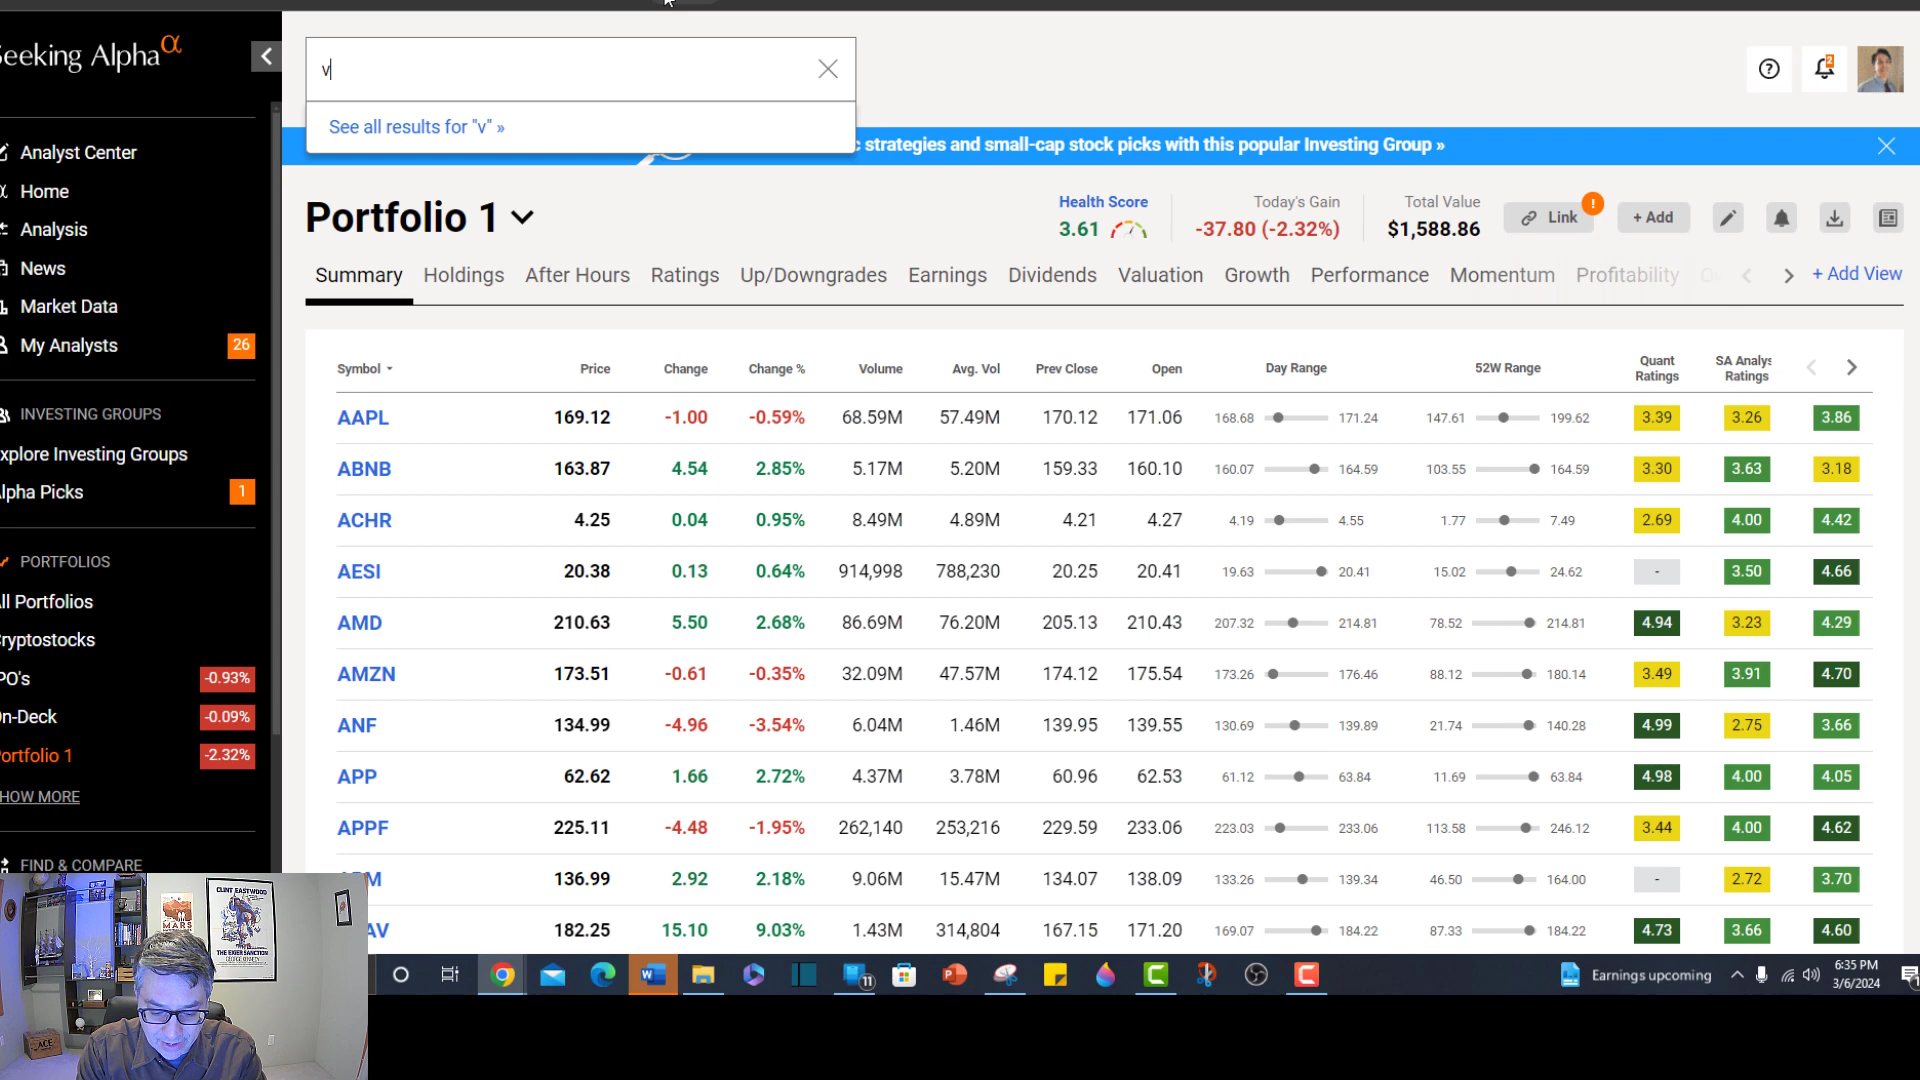 Seeking Alpha α
v
See all results for "v" »
2
c strategies and small-cap stock picks with this popular Investing Group »
Analyst Center
Home
Analysis
News
Market Data
My Analysts 26
INVESTING GROUPS
xplore Investing Groups
lpha Picks 1
PORTFOLIOS
ll Portfolios
ryptostocks
PO's -0.93%
n-Deck -0.09%
ortfolio 1 -2.32%
HOW MORE
FIND & COMPARE
Portfolio 1
Health Score
3.61
Today's Gain
-37.80 (-2.32%)
Total Value
$1,588.86
Link !
+ Add
Summary Holdings After Hours Ratings Up/Downgrades Earnings Dividends Valuation Growth Performance Momentum Profitability + Add View
Symbol Price Change Change % Volume Avg. Vol Prev Close Open Day Range 52W Range Quant Ratings SA Analys Ratings
AAPL 169.12 -1.00 -0.59% 68.59M 57.49M 170.12 171.06 168.68 171.24 147.61 199.62 3.39 3.26 3.86
ABNB 163.87 4.54 2.85% 5.17M 5.20M 159.33 160.10 160.07 164.59 103.55 164.59 3.30 3.63 3.18
ACHR 4.25 0.04 0.95% 8.49M 4.89M 4.21 4.27 4.19 4.55 1.77 7.49 2.69 4.00 4.42
AESI 20.38 0.13 0.64% 914,998 788,230 20.25 20.41 19.63 20.41 15.02 24.62 - 3.50 4.66
AMD 210.63 5.50 2.68% 86.69M 76.20M 205.13 210.43 207.32 214.81 78.52 214.81 4.94 3.23 4.29
AMZN 173.51 -0.61 -0.35% 32.09M 47.57M 174.12 175.54 173.26 176.46 88.12 180.14 3.49 3.91 4.70
ANF 134.99 -4.96 -3.54% 6.04M 1.46M 139.95 139.55 130.69 139.89 21.74 140.28 4.99 2.75 3.66
APP 62.62 1.66 2.72% 4.37M 3.78M 60.96 62.53 61.12 63.84 11.69 63.84 4.98 4.00 4.05
APPF 225.11 -4.48 -1.95% 262,140 253,216 229.59 233.06 223.03 233.06 113.58 246.12 3.44 4.00 4.62
M 136.99 2.92 2.18% 9.06M 15.47M 134.07 138.09 133.26 139.34 46.50 164.00 - 2.72 3.70
AV 182.25 15.10 9.03% 1.43M 314,804 167.15 171.20 169.07 184.22 87.33 184.22 4.73 3.66 4.60
CLINT EASTWOOD
THE EIGER SANCTION
GEORGE KENNEDY
MARS
ACE
11
Earnings upcoming
6:35 PM
3/6/2024